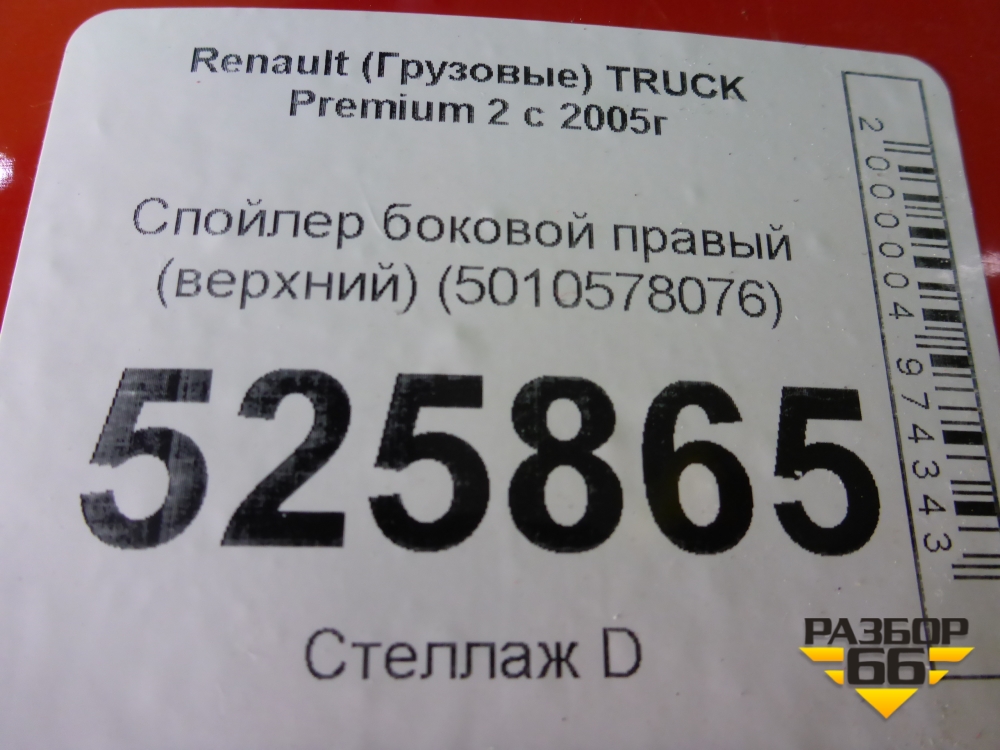 Renault (Грузовые) TRUCK
Premium 2 с 2005г
Спойлер боковой правый
(верхний) (5010578076)
525865
Стеллаж D
2000004974343
РАЗБОР
66